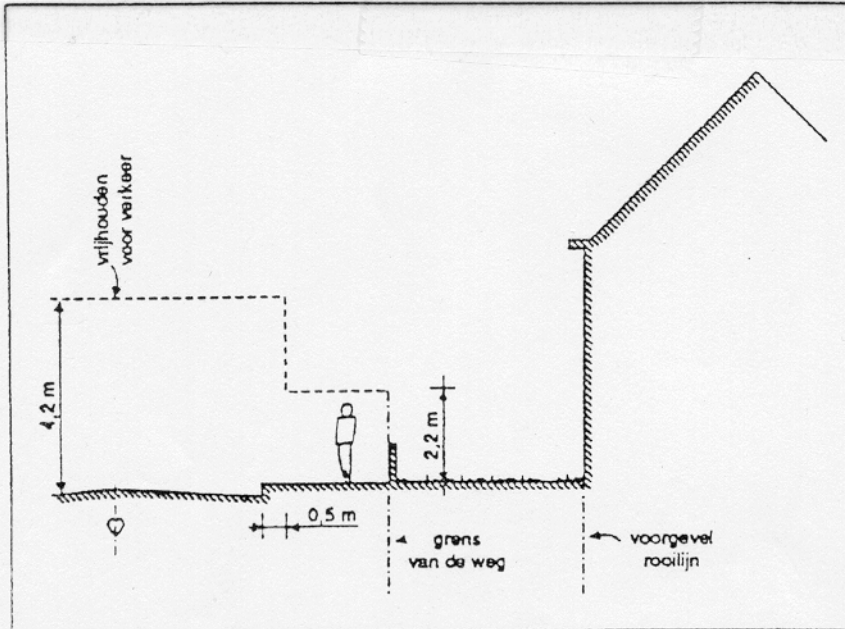 vrijhouden
voor verkeer
4,2 m
2,2 m
0,5 m
grens
van de weg
voorgevel
rooilijn